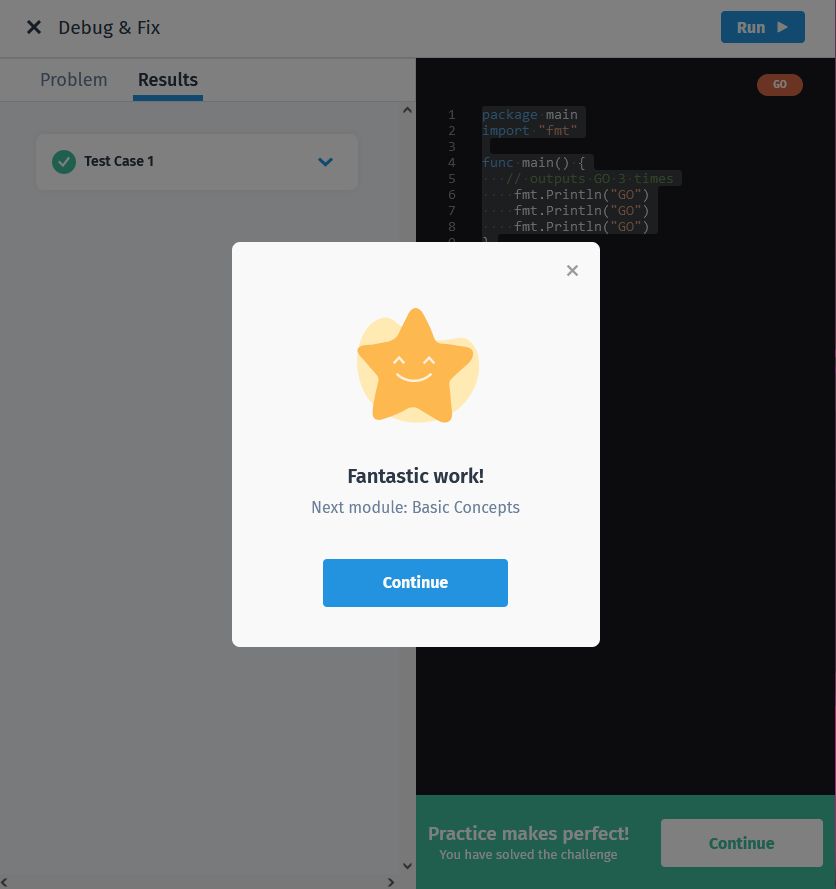 Debug & Fix
Run
Problem
Results
GO
Test Case 1
1 package main
2 import "fmt"
3
4 func main() {
5 // outputs GO 3 times
6 fmt.Println("GO")
7 fmt.Println("GO")
8 fmt.Println("GO")
9 }
Fantastic work!
Next module: Basic Concepts
Continue
Practice makes perfect!
You have solved the challenge
Continue